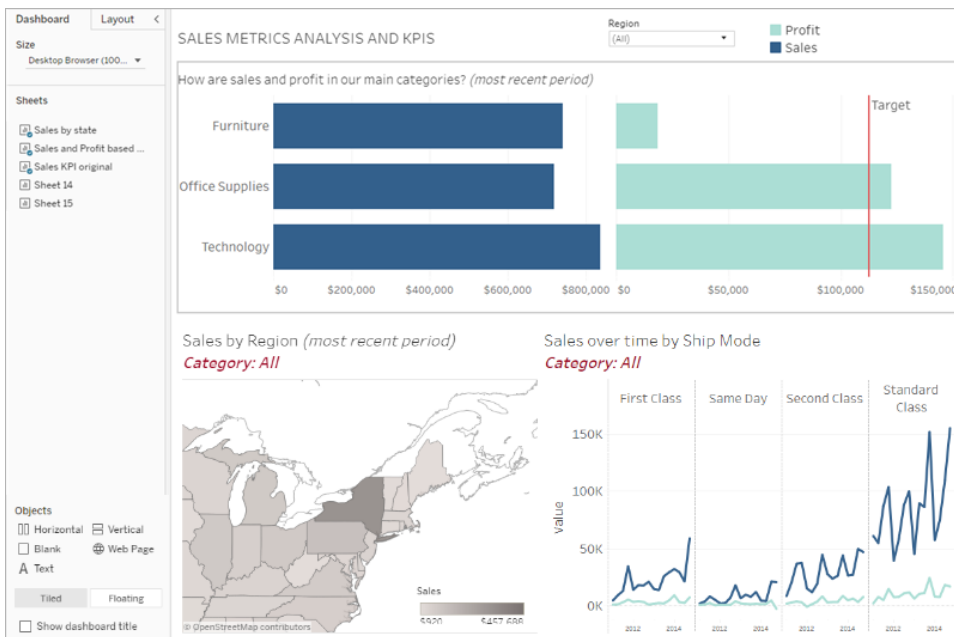 Dashboard Layout <
Size
Desktop Browser (100...
Sheets
Sales by state
Sales and Profit based ...
Sales KPI original
Sheet 14
Sheet 15
Objects
Horizontal Vertical
Blank Web Page
A Text
Tiled Floating
Show dashboard title
SALES METRICS ANALYSIS AND KPIS
Region
(All)
Profit
Sales
How are sales and profit in our main categories? (most recent period)
Target
Furniture
Office Supplies
Technology
$0 $200,000 $400,000 $600,000 $800,000 $0 $50,000 $100,000 $150,000
Sales by Region (most recent period)
Category: All
Sales
$920 $457,688
© OpenStreetMap contributors
Sales over time by Ship Mode
Category: All
First Class Same Day Second Class Standard Class
150K
100K
50K
0K
Value
2012 2014 2012 2014 2012 2014 2012 2014